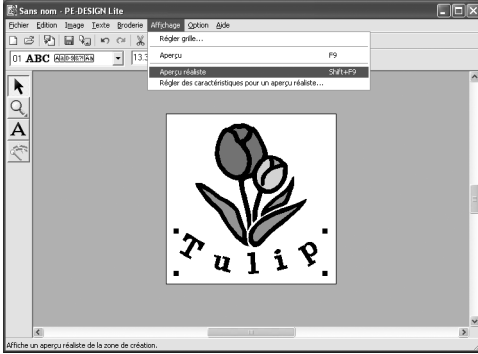 Sans nom - PE-DESIGN Lite
Fichier Edition Image Texte Broderie Affichage Option Aide
Régler grille...
01 ABC
13.3
Aperçu F9
Aperçu réaliste Shift+F9
Régler des caractéristiques pour un aperçu réaliste...
A
Tulip
Affiche un aperçu réaliste de la zone de création.